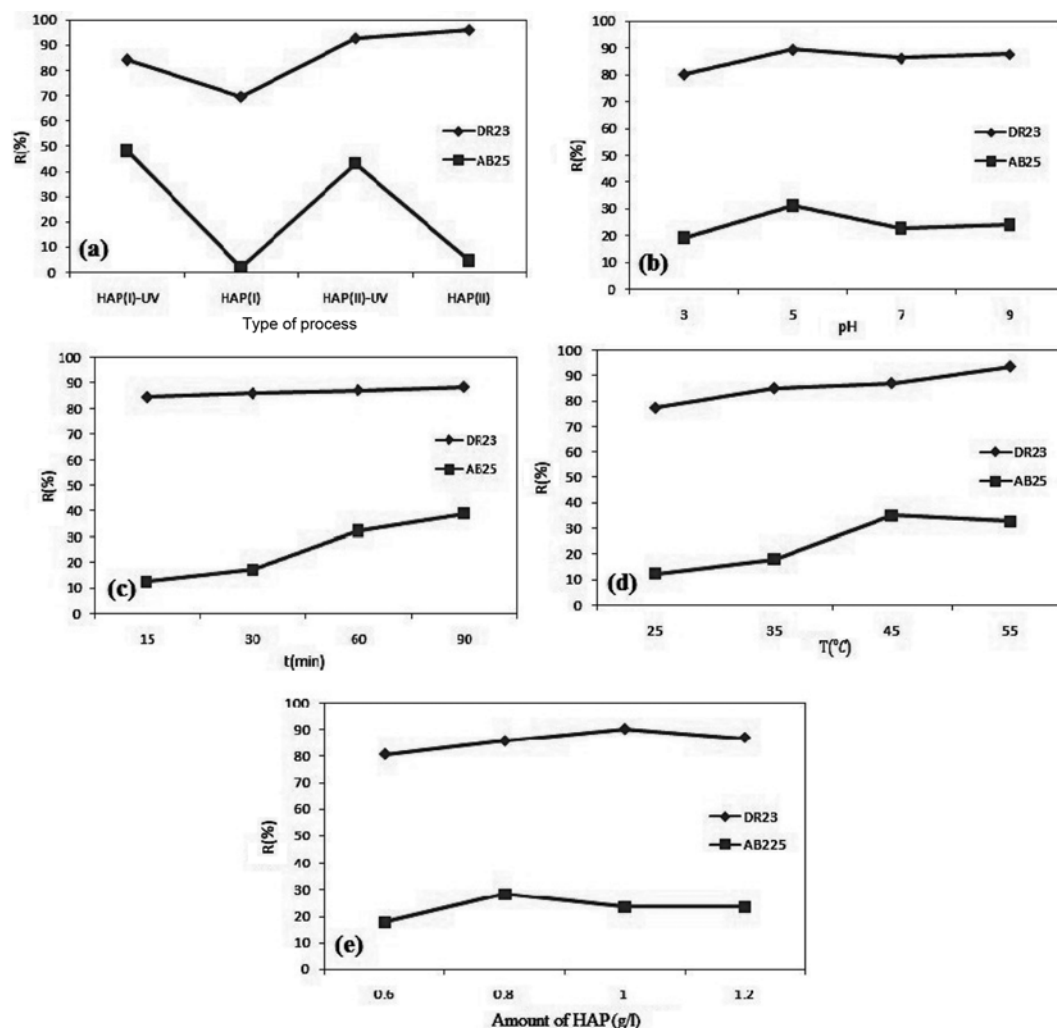 100
90
80
70
60
50
40
30
20
10
0
R(%)
DR23
AB25
(a)
HAP(I)-UV HAP(I) HAP(II)-UV HAP(II)
Type of process
100
90
80
70
60
50
40
30
20
10
0
R(%)
DR23
AB25
(b)
3 5 7 9
pH
100
90
80
70
60
50
40
30
20
10
0
R(%)
DR23
AB25
(c)
15 30 60 90
t(min)
100
90
80
70
60
50
40
30
20
10
0
R(%)
DR23
AB25
(d)
25 35 45 55
T(°C)
100
90
80
70
60
50
40
30
20
10
0
R(%)
DR23
AB225
(e)
0.6 0.8 1 1.2
Amount of HAP (g/l)